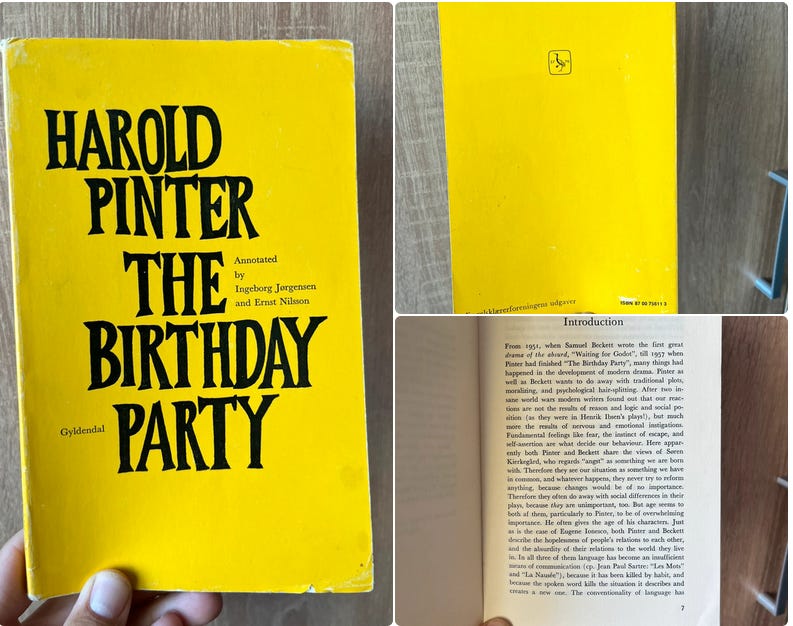 HAROLD
PINTER
THE
BIRTHDAY
PARTY
Annotated
by
Ingeborg Jørgensen
and Ernst Nilsson
Gyldendal
Engelsklærerforeningens udgaver
ISBN 87 00 75611 3
Introduction
From 1951, when Samuel Beckett wrote the first great
drama of the absurd, “Waiting for Godot”, till 1957 when
Pinter had finished “The Birthday Party”, many things had
happened in the development of modern drama. Pinter as
well as Beckett wants to do away with traditional plots,
moralizing, and psychological hair-splitting. After two in-
sane world wars modern writers found out that our reac-
tions are not the results of reason and logic and social po-
sition (as they were in Henrik Ibsen's plays!), but much
more the results of nervous and emotional instigations.
Fundamental feelings like fear, the instinct of escape, and
self-assertion are what decide our behaviour. Here appar-
ently both Pinter and Beckett share the views of Søren
Kierkegård, who regards “angst” as something we are born
with. Therefore they see our situation as something we have
in common, and whatever happens, they never try to reform
anything, because changes would be of no importance.
Therefore they often do away with social differences in their
plays, because they are unimportant, too. But age seems to
both af them, particularly to Pinter, to be of overwhelming
importance. He often gives the age of his characters. Just
as is the case of Eugene Ionesco, both Pinter and Beckett
describe the hopelesness of people's relations to each other,
and the absurdity of their relations to the world they live
in. In all three of them language has become an insufficient
means of communication (cp. Jean Paul Sartre: “Les Mots”
and “La Nausée”), because it has been killed by habit, and
because the spoken word kills the situation it describes and
creates a new one. The conventionality of language has
7